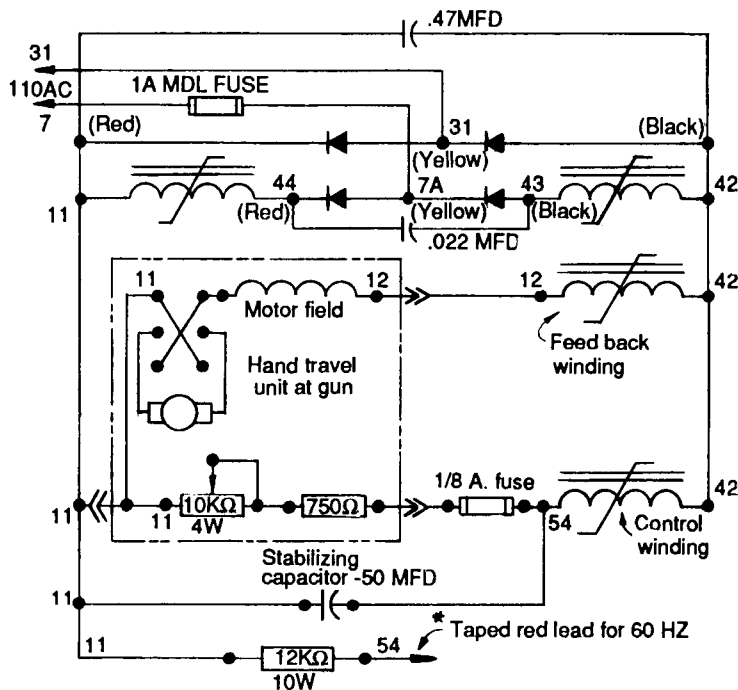 .47MFD
31
1A MDL FUSE
110AC
7
(Red)
31
(Black)
(Yellow)
44
7A
43
42
11
(Red)
(Yellow)
(Black)
.022 MFD
11
12
12
42
Motor field
Feed back
winding
Hand travel
unit at gun
1/8 A. fuse
42
11
11
10KΩ
750Ω
54
4W
Control
winding
Stabilizing
capacitor -50 MFD
11
* Taped red lead for 60 HZ
11
12KΩ
54
10W